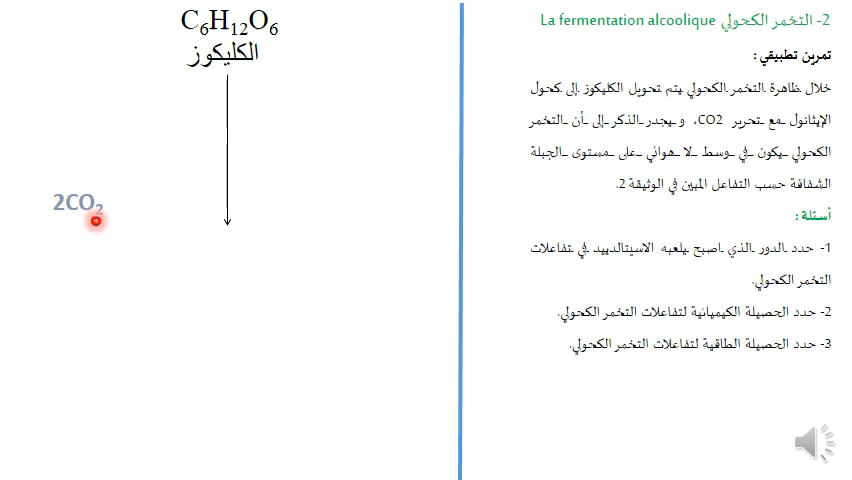 2- التخمر الكحولي La fermentation alcoolique
تمرين تطبيقي :
خلال ظاهرة التخمر الكحولي يتم تحويل الكليكوز إلى كحول
الإيثانول مع تحرير CO2، و يجدر الذكر إلى أن التخمر
الكحولي يكون في وسط لا هوائي على مستوى الجبلة
الشفافة حسب التفاعل المبين في الوثيقة 2.
أسئلة :
1- حدد الدور الذي اصبح يلعبه الاسيتالدييد في تفاعلات
التخمر الكحولي.
2- حدد الحصيلة الكيميائية لتفاعلات التخمر الكحولي.
3- حدد الحصيلة الطاقية لتفاعلات التخمر الكحولي.
C₆H₁₂O₆
الكليكوز
2CO₂